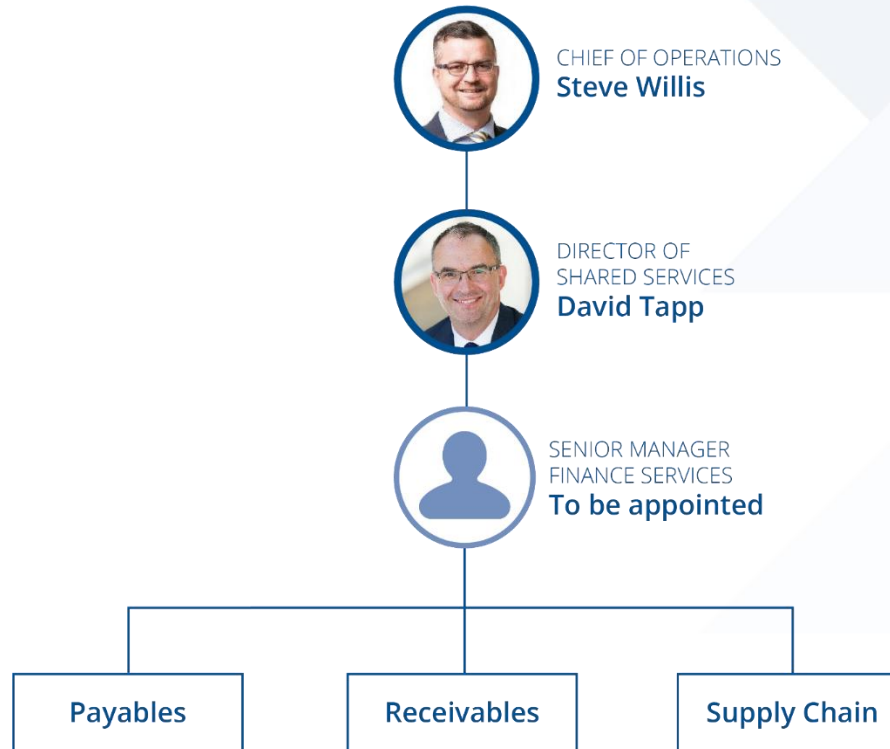 CHIEF OF OPERATIONS
Steve Willis
DIRECTOR OF
SHARED SERVICES
David Tapp
SENIOR MANAGER
FINANCE SERVICES
To be appointed
Payables
Receivables
Supply Chain